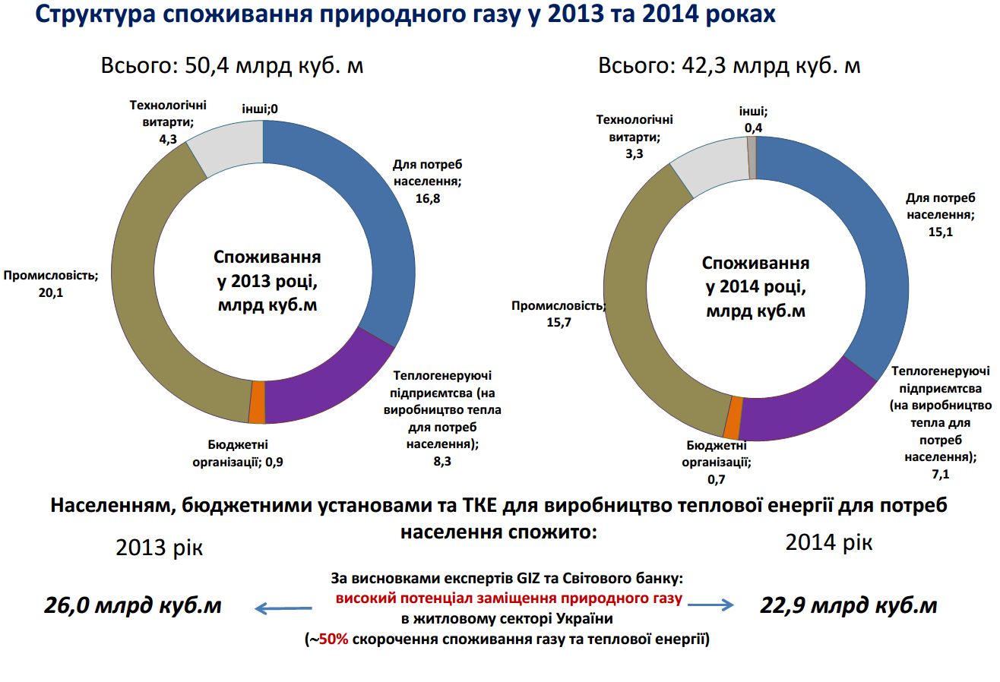 Структура споживання природного газу у 2013 та 2014 роках
Всього: 50,4 млрд куб. м
Технологічні
витарти;
4,3
інші;0
Для потреб
населення;
16,8
Споживання
у 2013 році,
млрд куб.м
Промисловість;
20,1
Теплогенеруючі
підприємтсва (на
виробництво тепла
для потреб
населення);
8,3
Бюджетні
організації; 0,9
Всього: 42,3 млрд куб. м
Технологічні
витарти;
3,3
інші;
0,4
Для потреб
населення;
15,1
Споживання
у 2014 році,
млрд куб.м
Промисловість;
15,7
Теплогенеруючі
підприємтсва
(на виробництво
тепла для
потреб
населення);
7,1
Бюджетні
організації;
0,7
Населенням, бюджетними установами та ТКЕ для виробництво теплової енергії для потреб
населення спожито:
2013 рік
26,0 млрд куб.м
За висновками експертів GIZ та Світового банку:
високий потенціал заміщення природного газу
в житловому секторі України
(~50% скорочення споживання газу та теплової енергії)
2014 рік
22,9 млрд куб.м